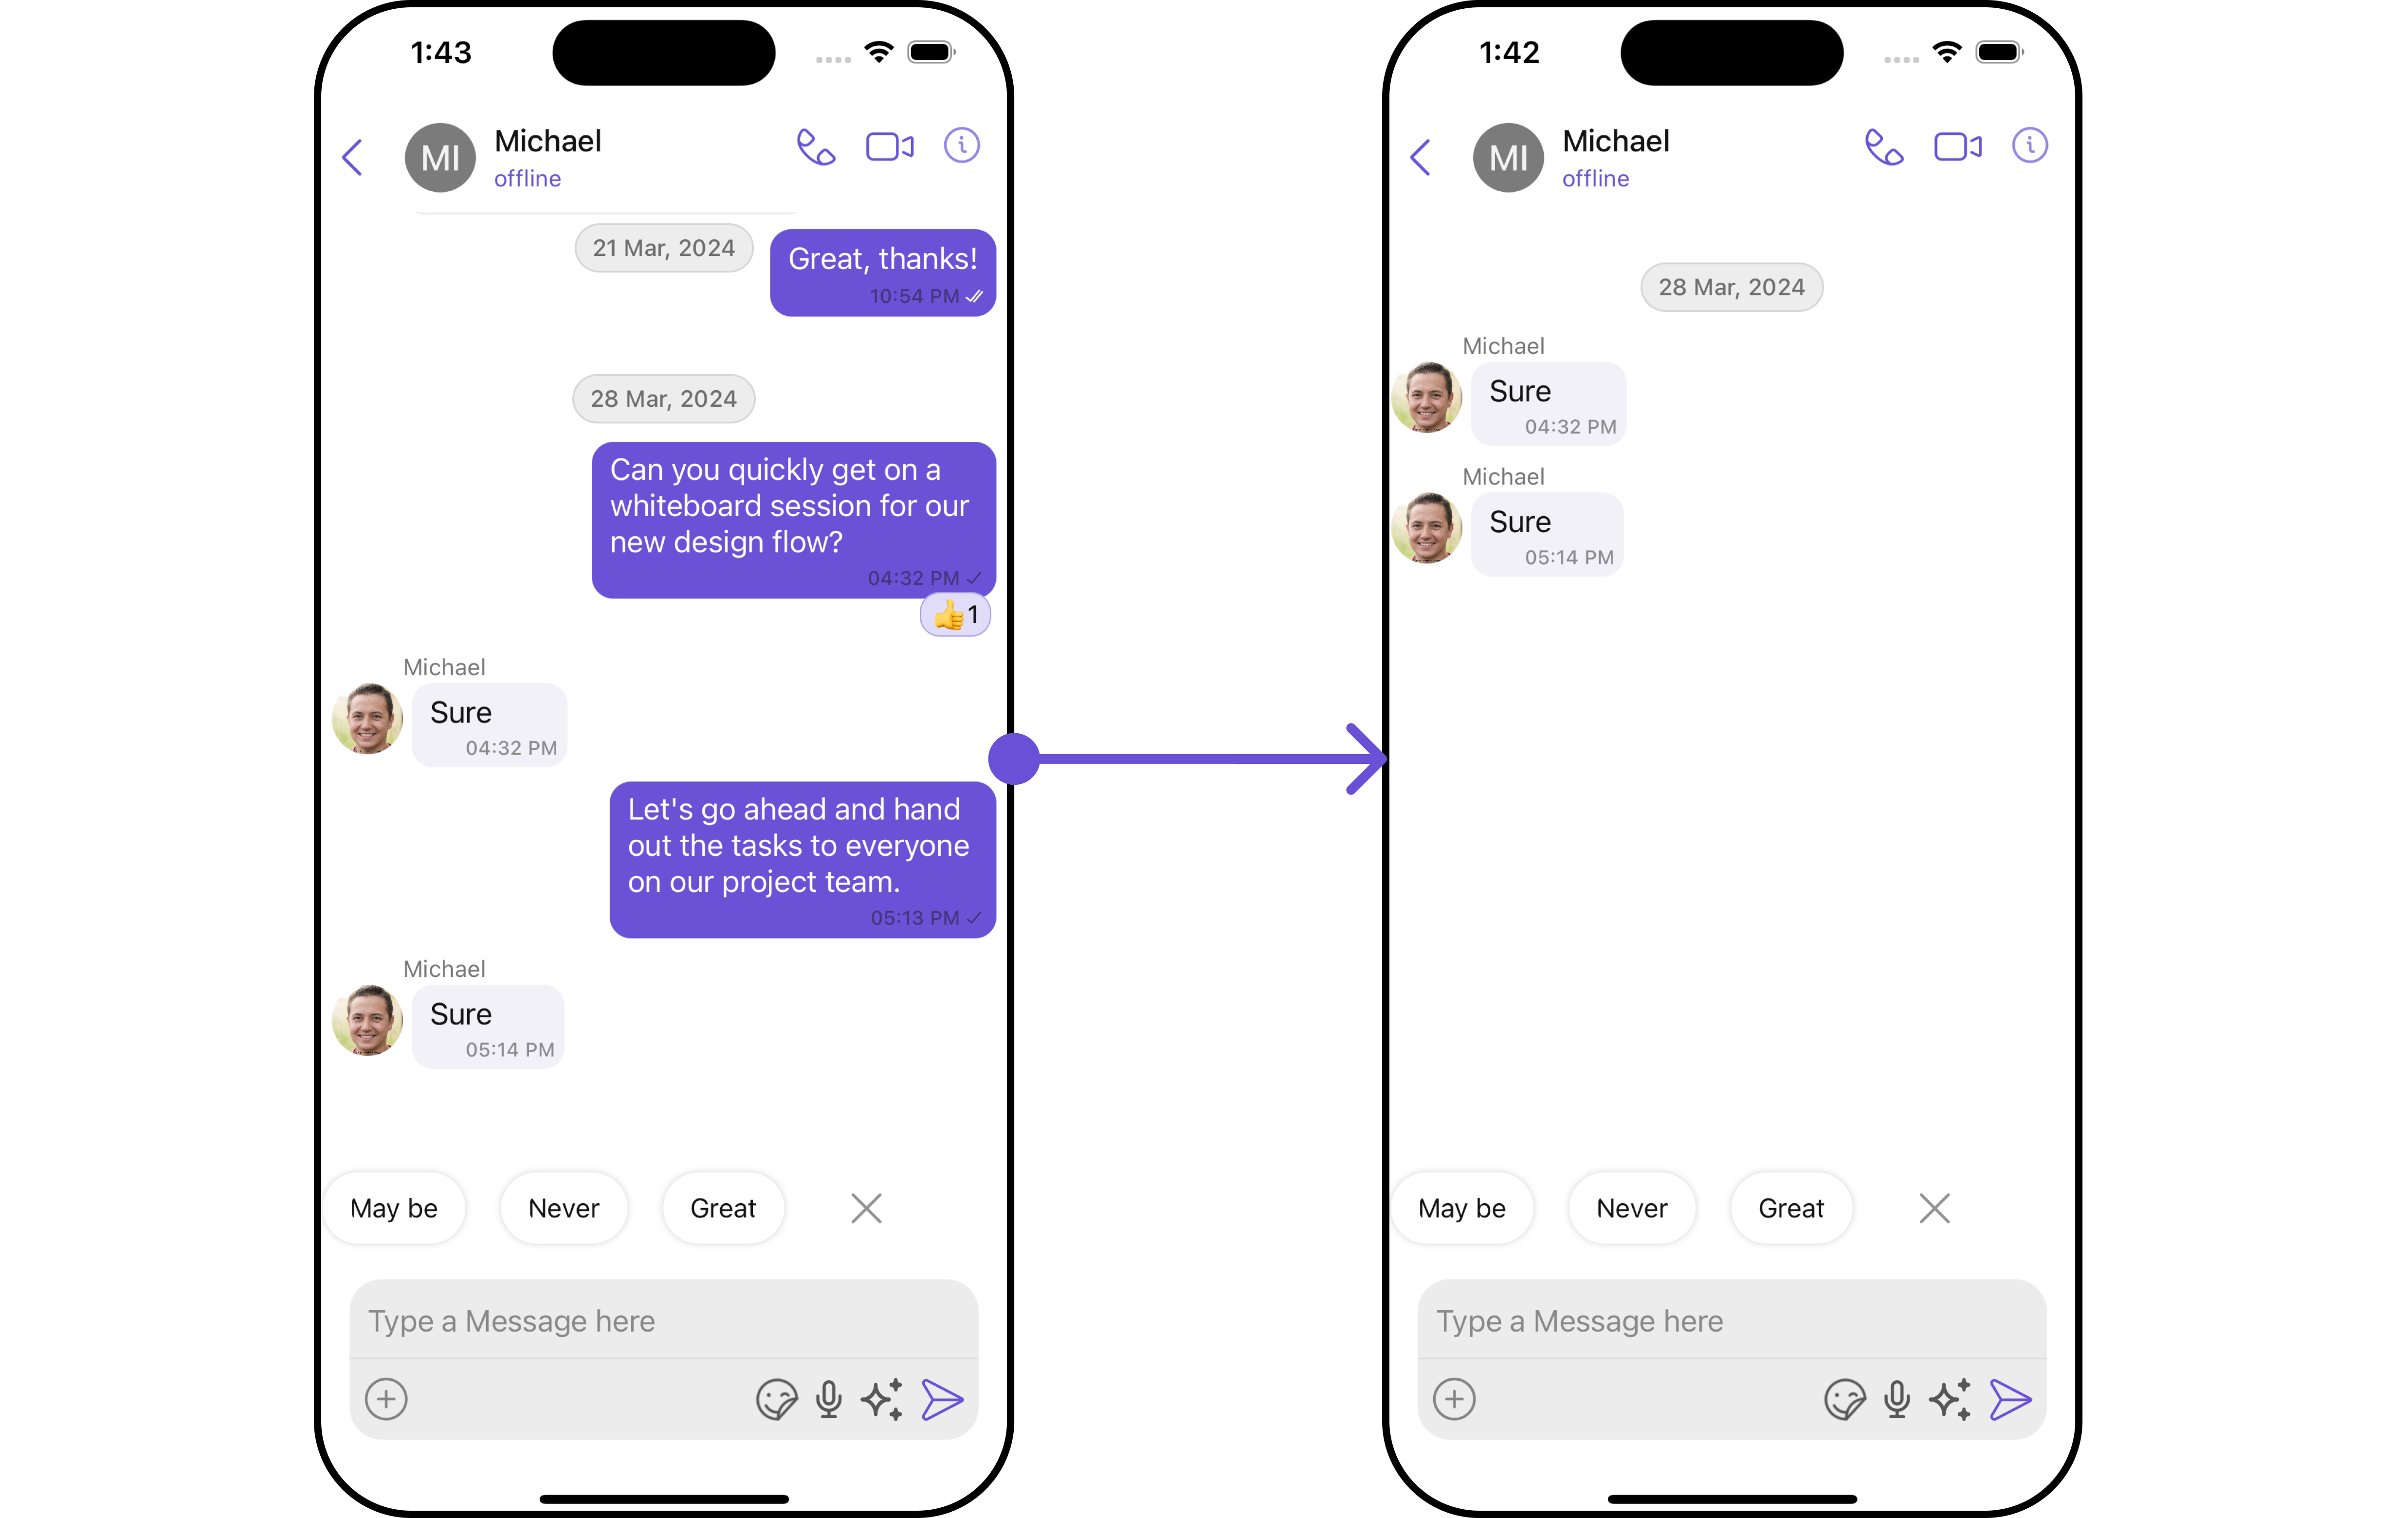 1:43
MI
Michael
offline
21 Mar, 2024
Great, thanks!
10:54 PM
28 Mar, 2024
Can you quickly get on a
whiteboard session for our
new design flow?
04:32 PM
👍1
Michael
Sure
04:32 PM
Let's go ahead and hand
out the tasks to everyone
on our project team.
05:13 PM
Michael
Sure
05:14 PM
May be
Never
Great
Type a Message here
1:42
MI
Michael
offline
28 Mar, 2024
Michael
Sure
04:32 PM
Michael
Sure
05:14 PM
May be
Never
Great
Type a Message here